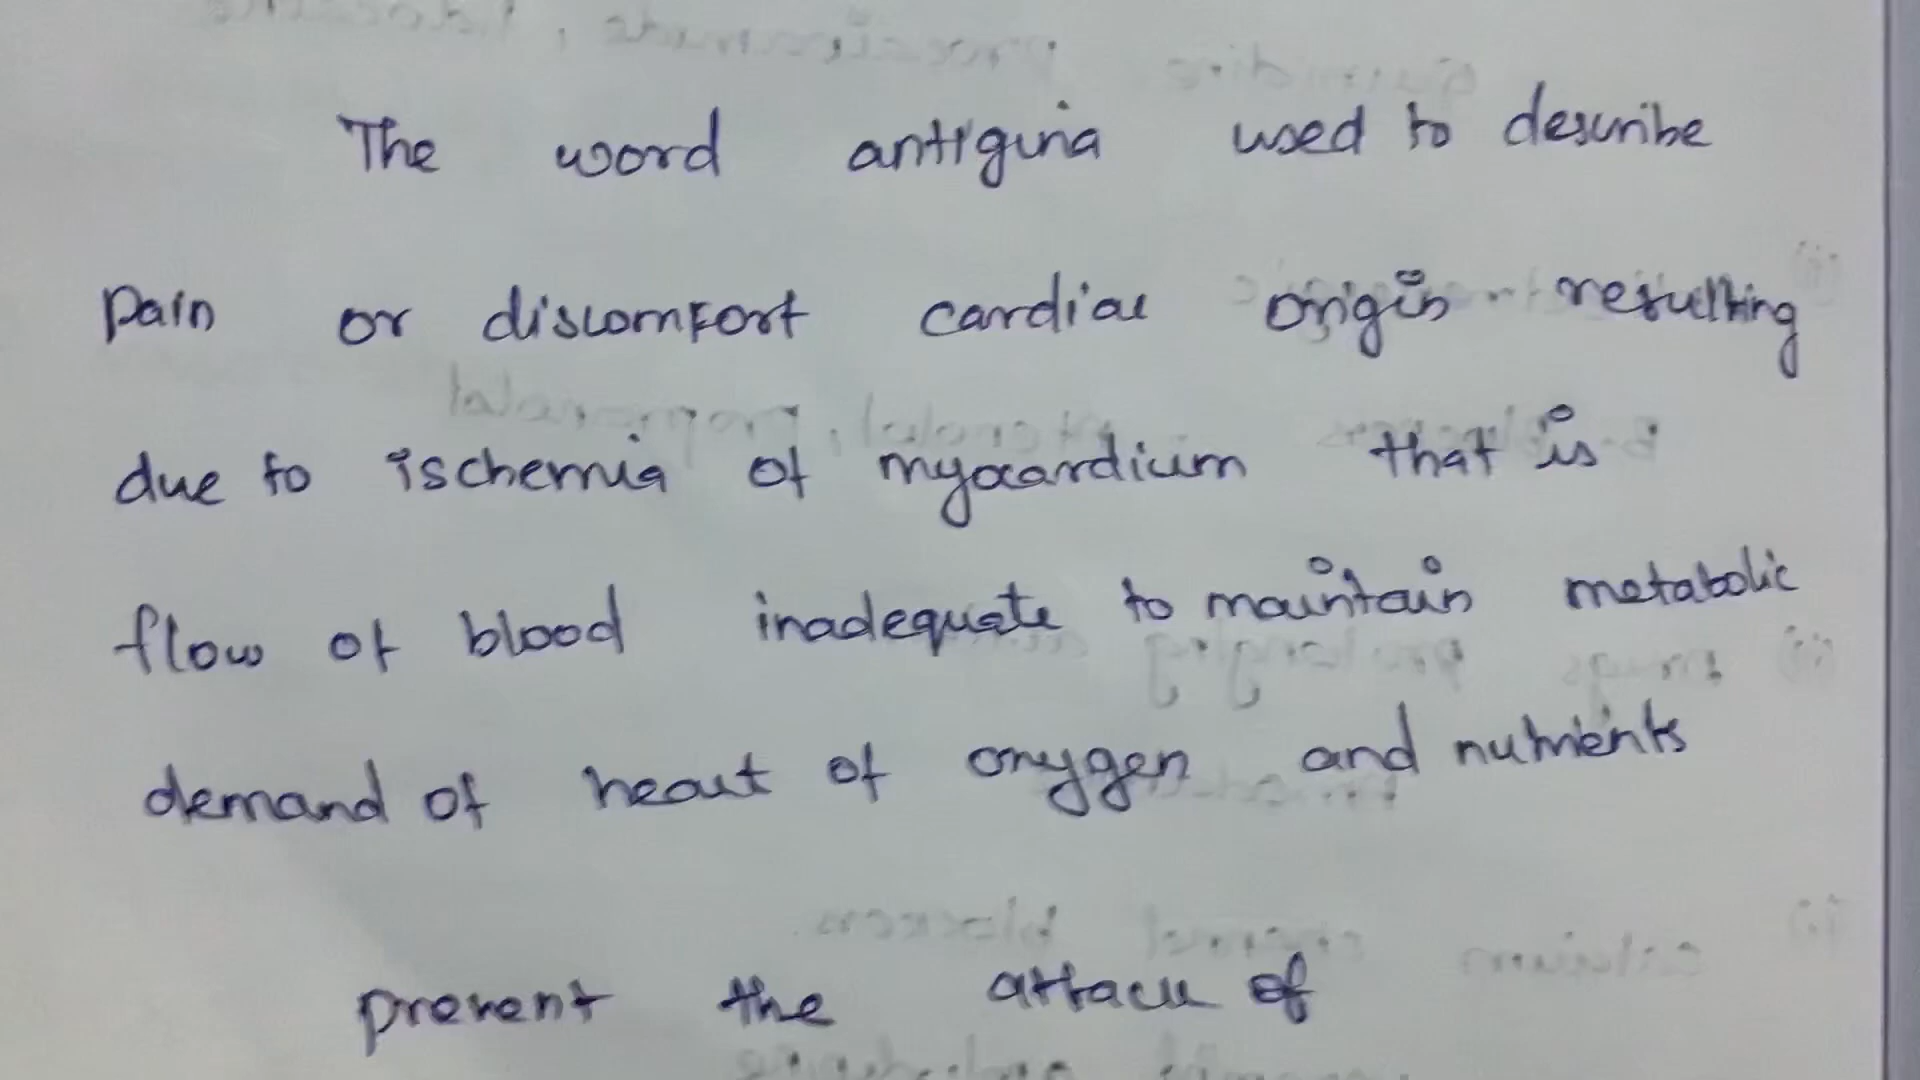 The word antiguna used to describe
Pain or discomfort cardiac origin resulting
due to ischemia of myocardium that is
flow of blood inadequate to maintain metabolic
demand of heart of oxygen and nutrients
prevent the attack of